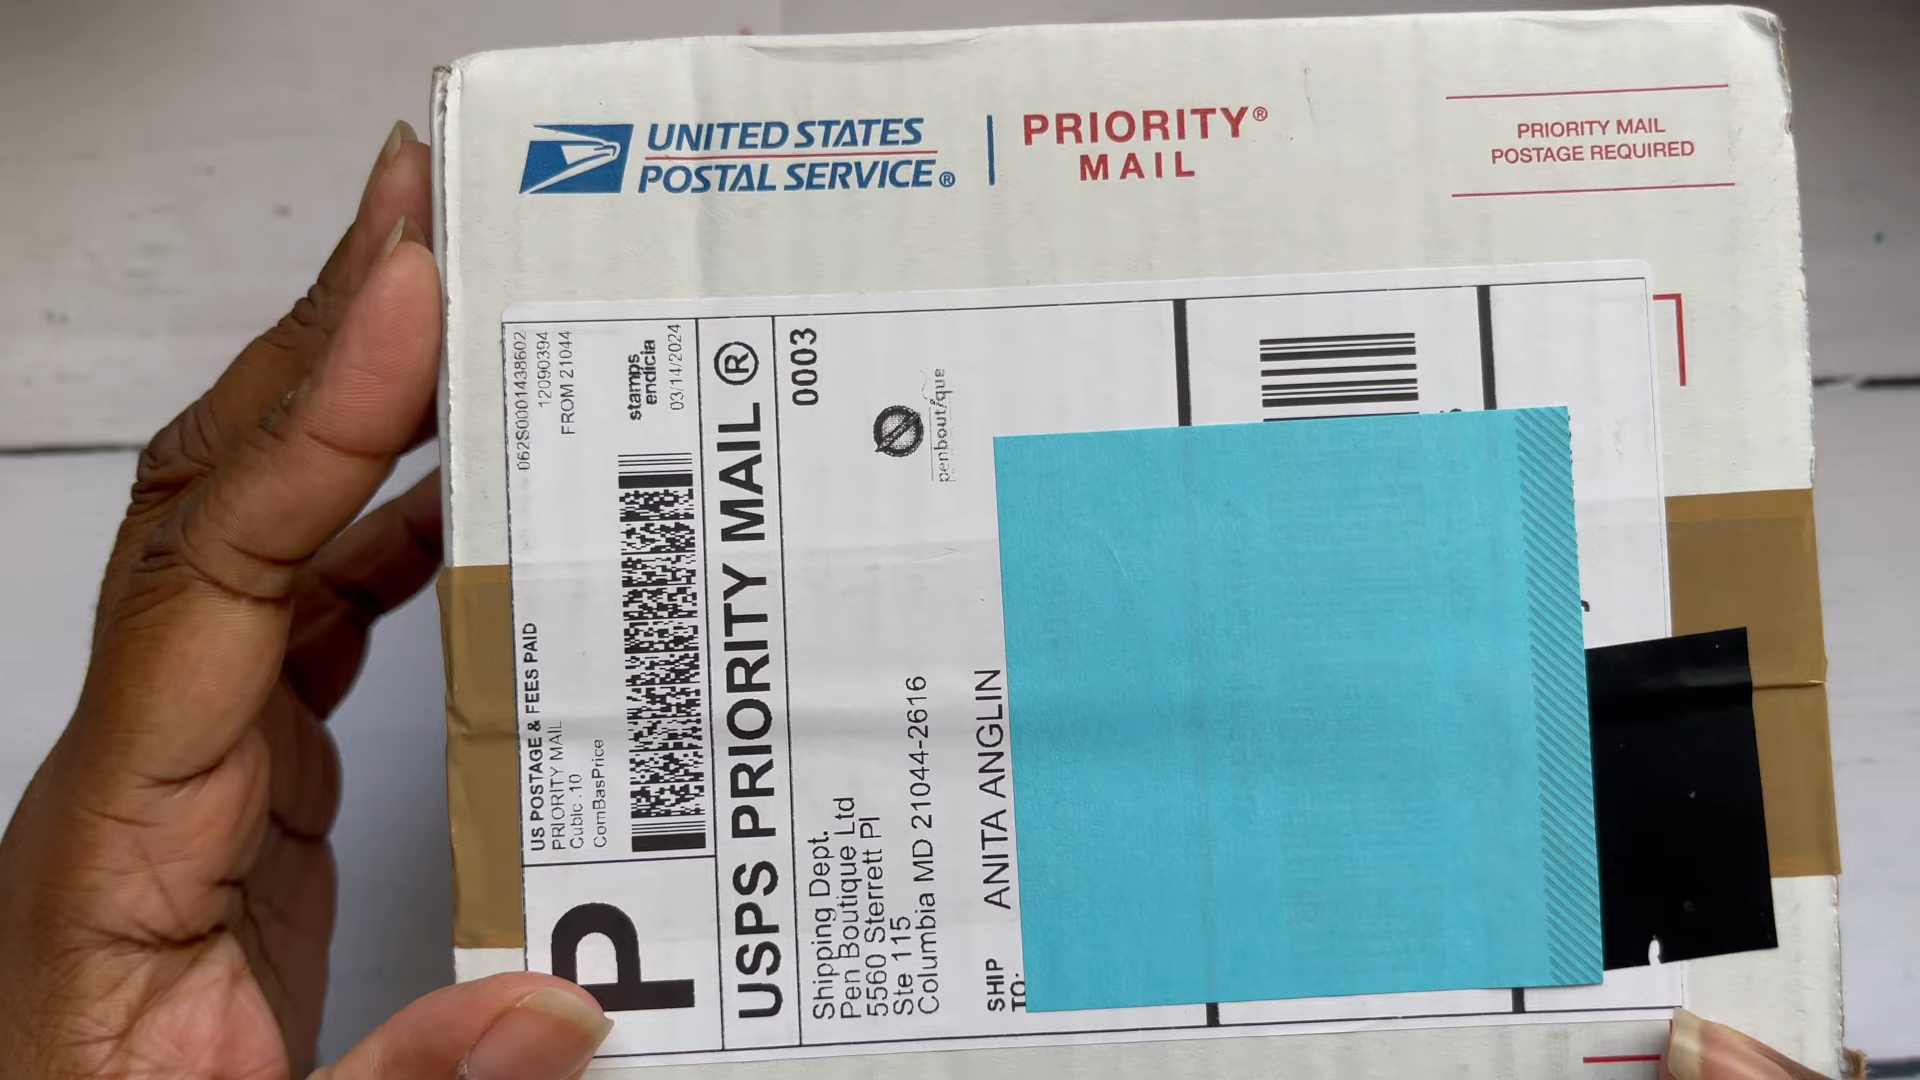 UNITED STATES
POSTAL SERVICE®
PRIORITY®
MAIL
PRIORITY MAIL
POSTAGE REQUIRED
P
US POSTAGE & FEES PAID
PRIORITY MAIL
Cubic .10
ComBasPrice
062S0001438602
12090394
FROM 21044
stamps
endicia
03/14/2024
USPS PRIORITY MAIL ®
0003
Shipping Dept.
Pen Boutique Ltd
5560 Sterrett Pl
Ste 115
Columbia MD 21044-2616
penboutique
SHIP
TO:
ANITA ANGLIN